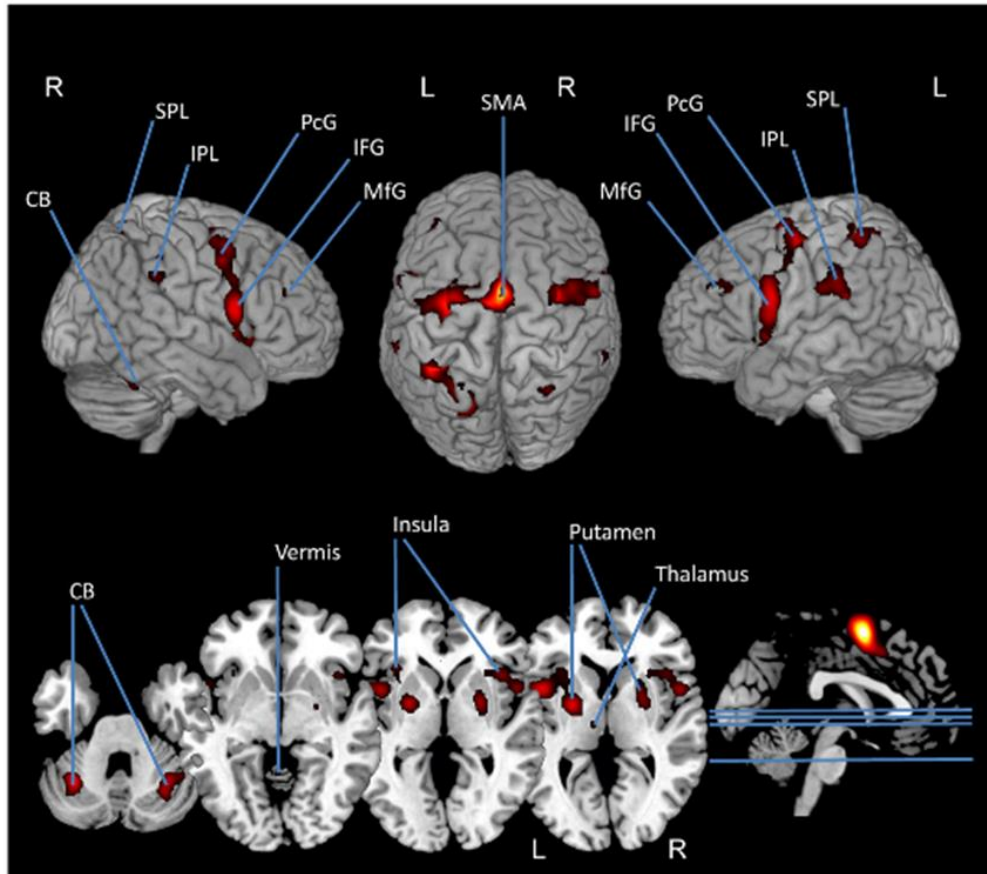 R
L
R
L
SPL
PcG
IPL
IFG
CB
MfG
SMA
PcG
SPL
IFG
IPL
MfG
Insula
Putamen
Vermis
Thalamus
CB
L
R